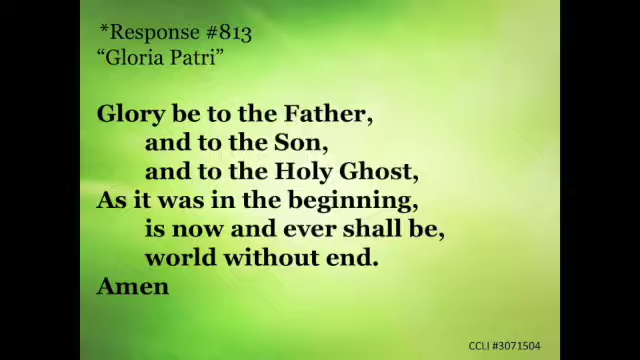 *Response #813
“Gloria Patri”
Glory be to the Father,
and to the Son,
and to the Holy Ghost,
As it was in the beginning,
is now and ever shall be,
world without end.
Amen
CCLI #3071504